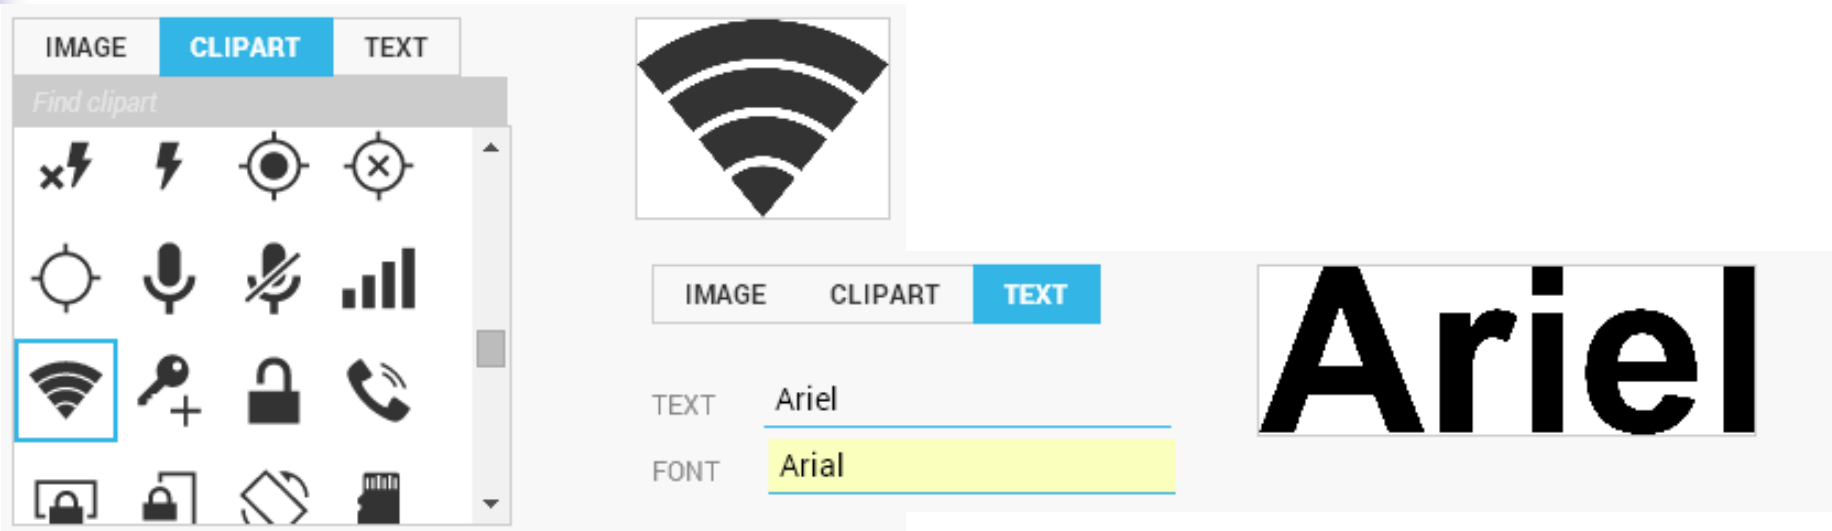 IMAGE CLIPART TEXT
Find clipart
IMAGE CLIPART TEXT
TEXT Ariel
FONT Arial
Ariel